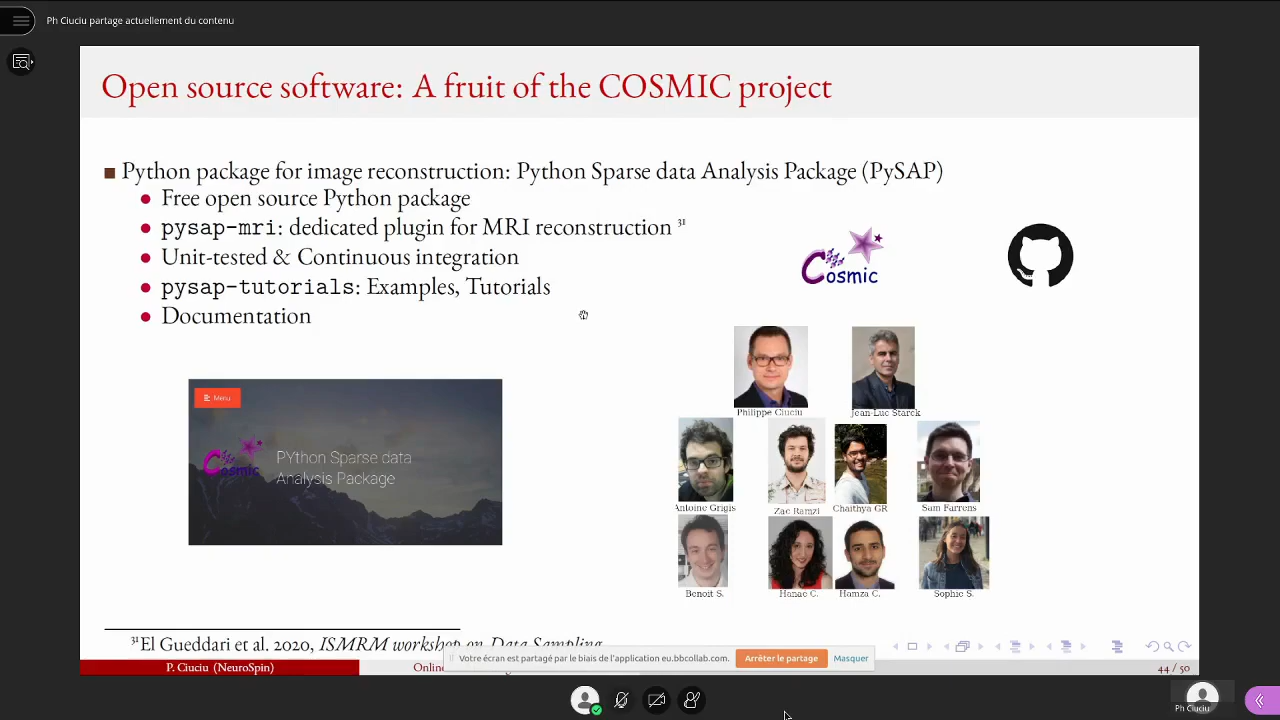 Ph Ciuciu partage actuellement du contenu
Open source software: A fruit of the COSMIC project
Python package for image reconstruction: Python Sparse data Analysis Package (PySAP)
Free open source Python package
pysap-mri: dedicated plugin for MRI reconstruction 31
Unit-tested & Continuous integration
pysap-tutorials: Examples, Tutorials
Documentation
Cosmic
Philippe Ciuciu
Jean-Luc Starck
Menu
Cosmic
PYthon Sparse data
Analysis Package
Antoine Grigis
Zac Ramzi
Chaithya GR
Sam Farrens
Benoit S.
Hanae C.
Hamza C.
Sophie S.
31El Gueddari et al. 2020, ISMRM workshop on Data Sampling
Votre écran est partagé par le biais de l'application eu.bbcollab.com.
Arrêter le partage
Masquer
P. Ciuciu (NeuroSpin)
Online
44 / 50
Ph Ciuciu